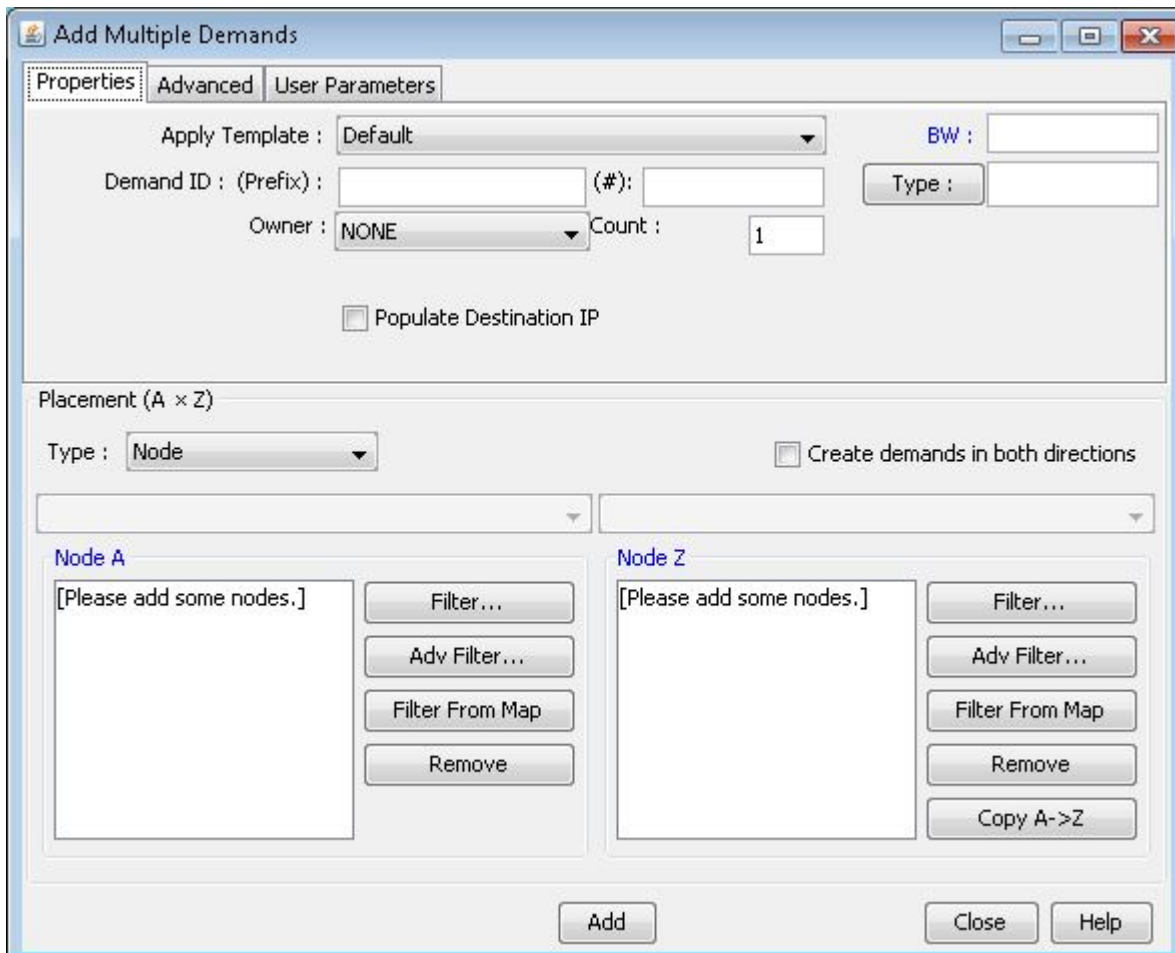 Add Multiple Demands
Properties Advanced User Parameters
Apply Template : Default BW :
Demand ID : (Prefix) : (#): Type :
Owner : NONE Count : 1
Populate Destination IP
Placement (A × Z)
Type : Node Create demands in both directions
Node A Node Z
[Please add some nodes.] Filter... [Please add some nodes.] Filter...
Adv Filter... Adv Filter...
Filter From Map Filter From Map
Remove Remove
Copy A->Z
Add Close Help